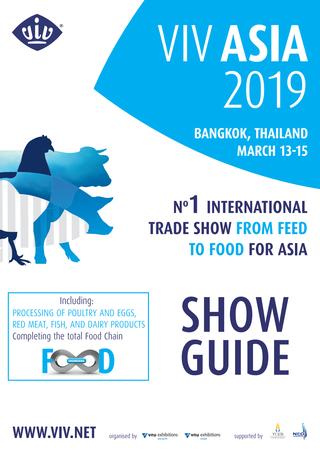 viv
VIV ASIA
2019
BANGKOK, THAILAND
MARCH 13-15
Nº1 INTERNATIONAL
TRADE SHOW FROM FEED
TO FOOD FOR ASIA
Including:
PROCESSING OF POULTRY AND EGGS,
RED MEAT, FISH, AND DAIRY PRODUCTS
Completing the total Food Chain
FOOD
SHOW
GUIDE
WWW.VIV.NET
organised by vnu exhibitions vnu exhibitions supported by